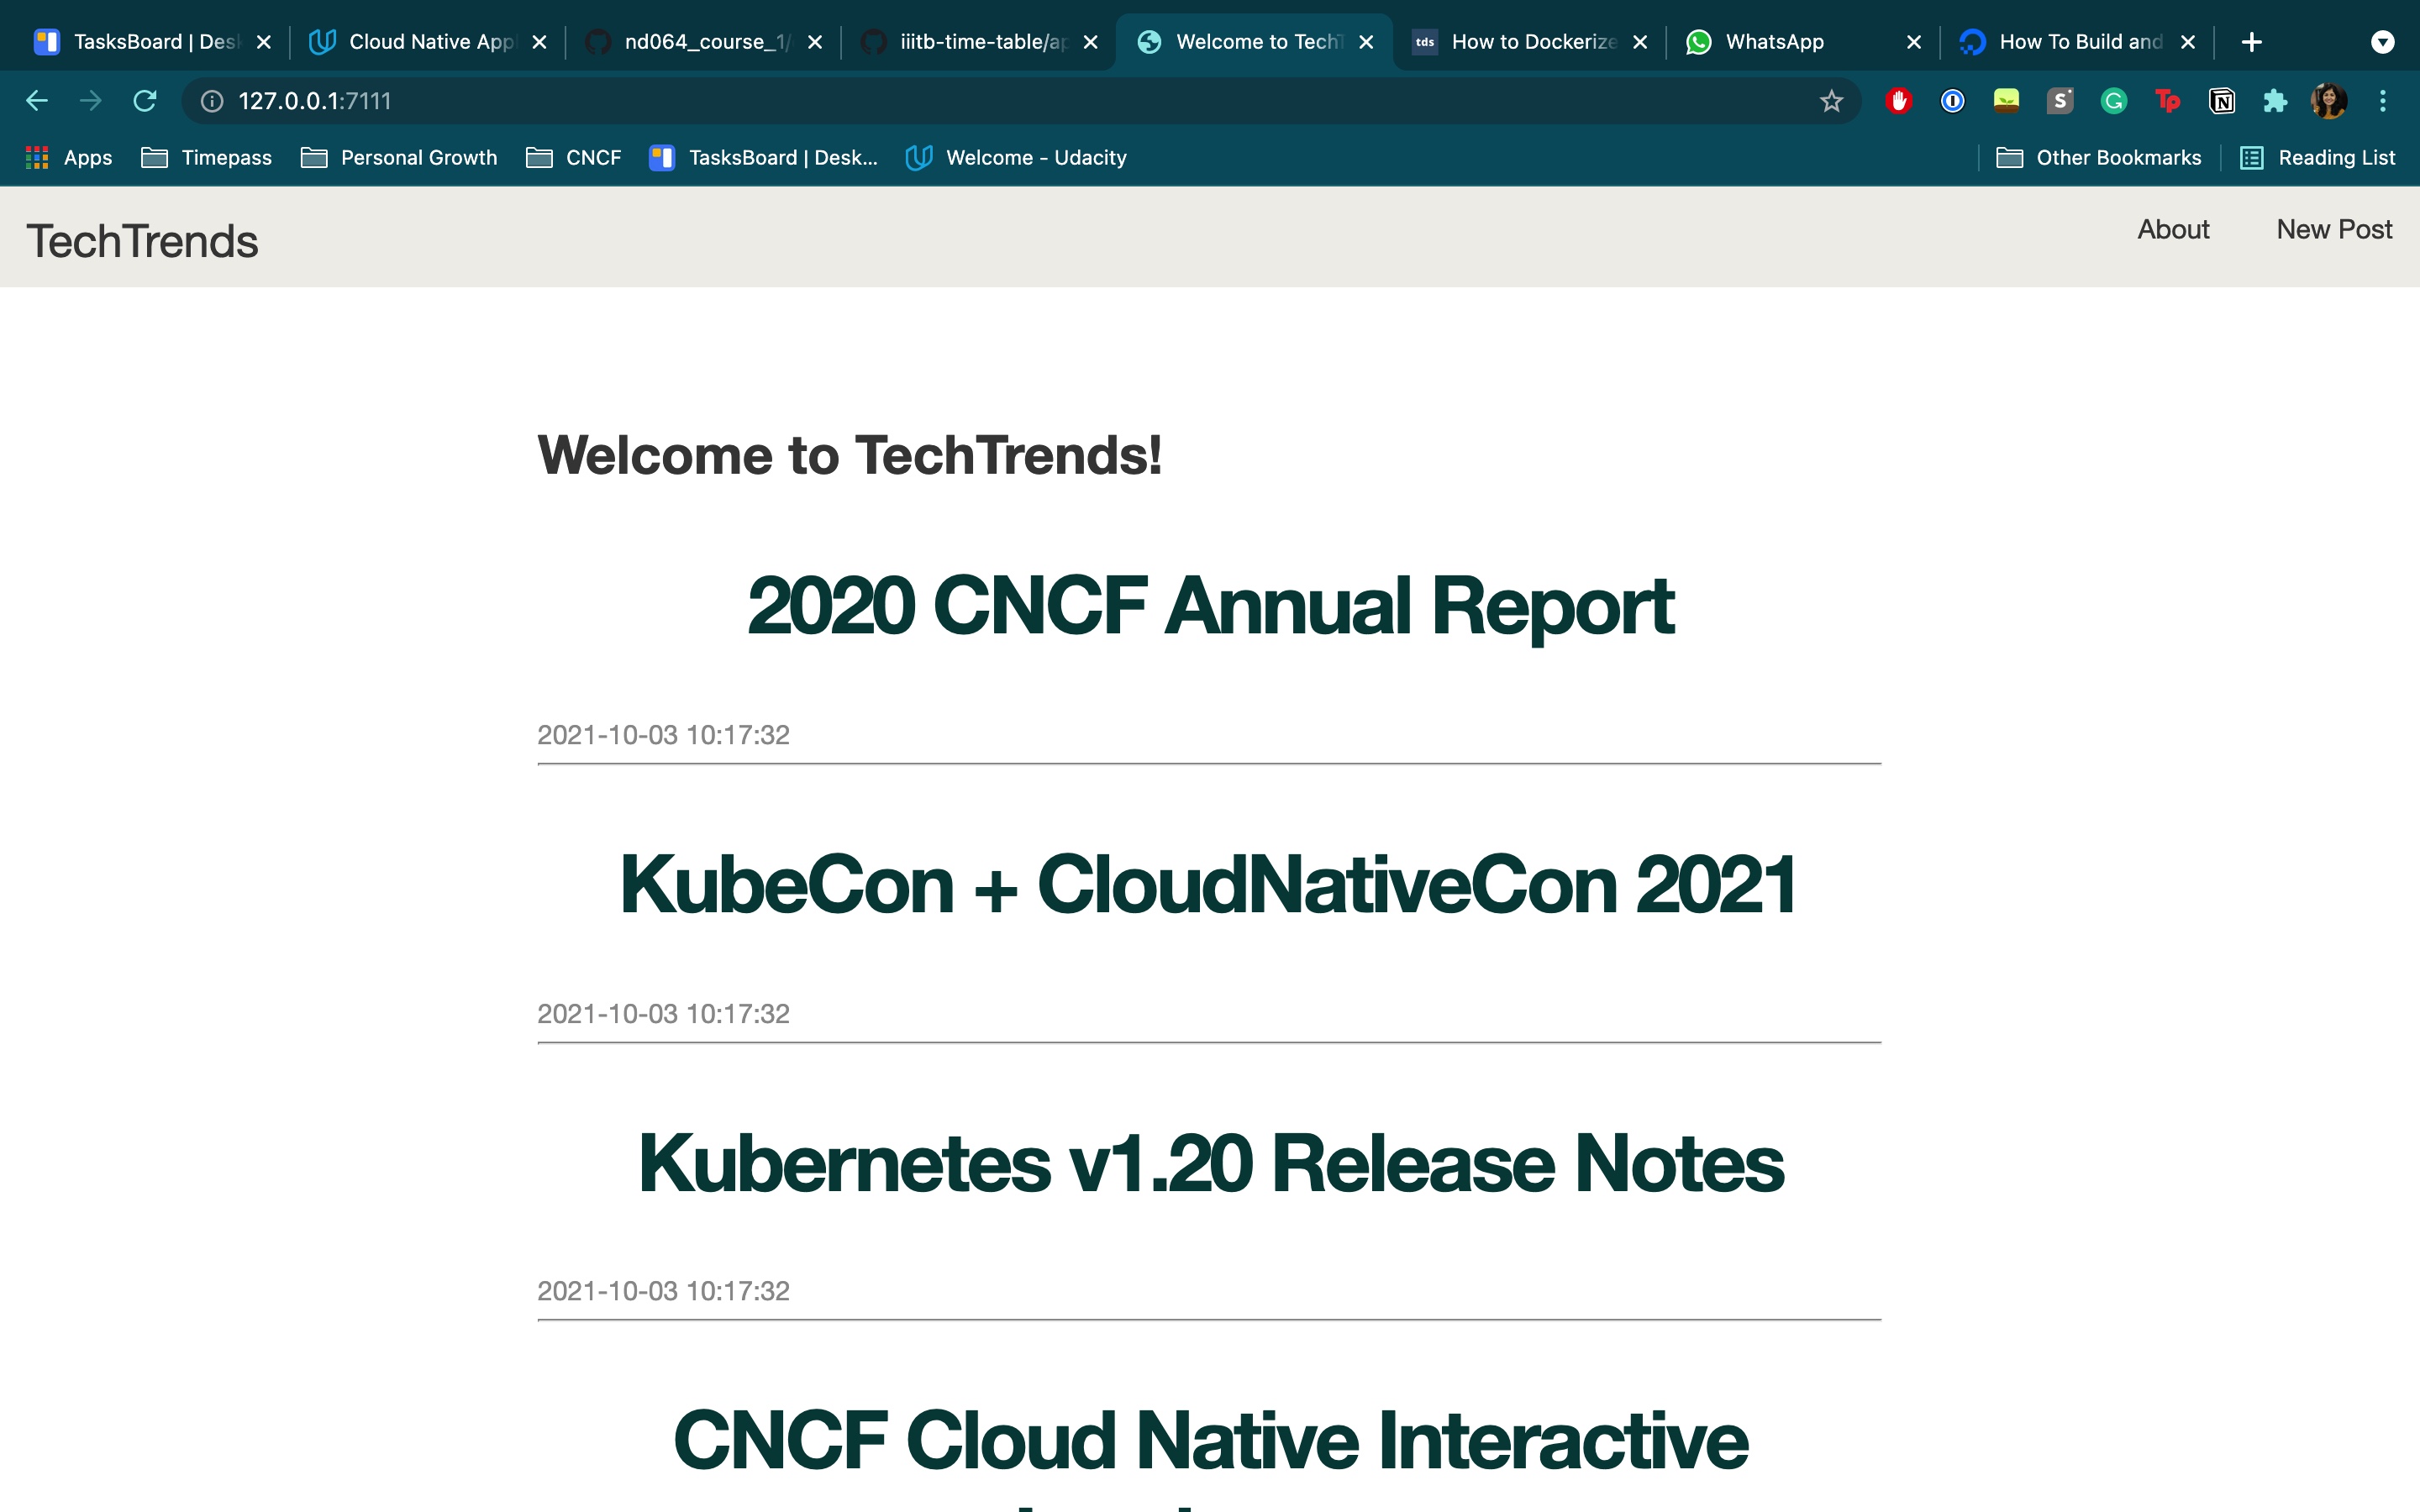 TasksBoard | Desk
Cloud Native App
nd064_course_1/
iiitb-time-table/ap
Welcome to TechT
tds
How to Dockerize
WhatsApp
How To Build and
127.0.0.1:7111
Apps
Timepass
Personal Growth
CNCF
TasksBoard | Desk...
Welcome - Udacity
Other Bookmarks
Reading List
TechTrends
About
New Post
Welcome to TechTrends!
2020 CNCF Annual Report
2021-10-03 10:17:32
KubeCon + CloudNativeCon 2021
2021-10-03 10:17:32
Kubernetes v1.20 Release Notes
2021-10-03 10:17:32
CNCF Cloud Native Interactive